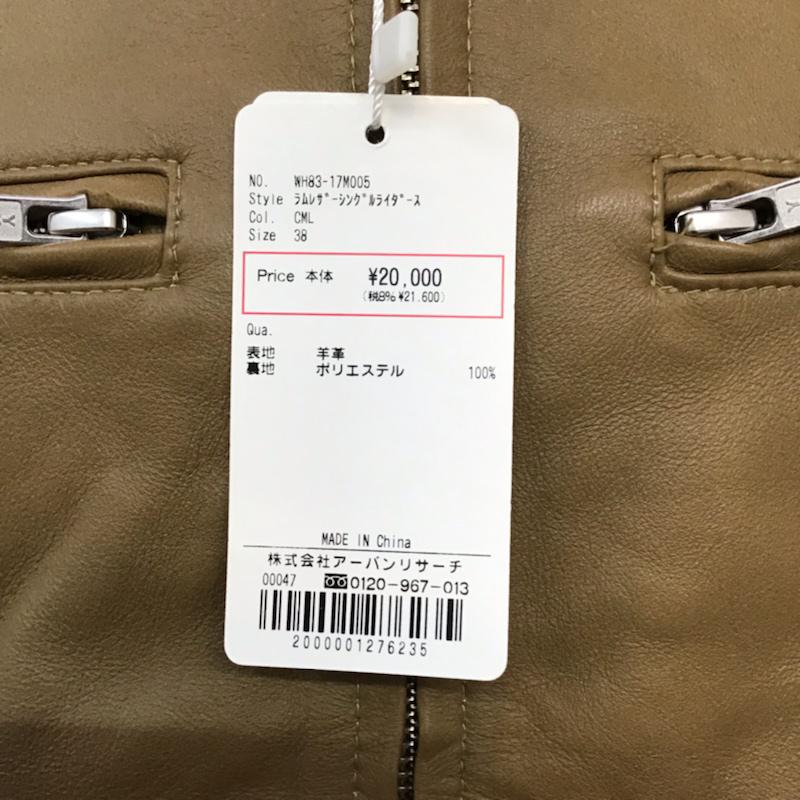 NO. WH83-17M005
Style ラムレザーシングルライダース
Col. CML
Size 38
Price 本体 ¥20,000
(税8% ¥21.600)
Qua.
表地 羊革
裏地 ポリエステル 100%
MADE IN China
株式会社アーバンリサーチ
00047 0120-967-013
2000001276235